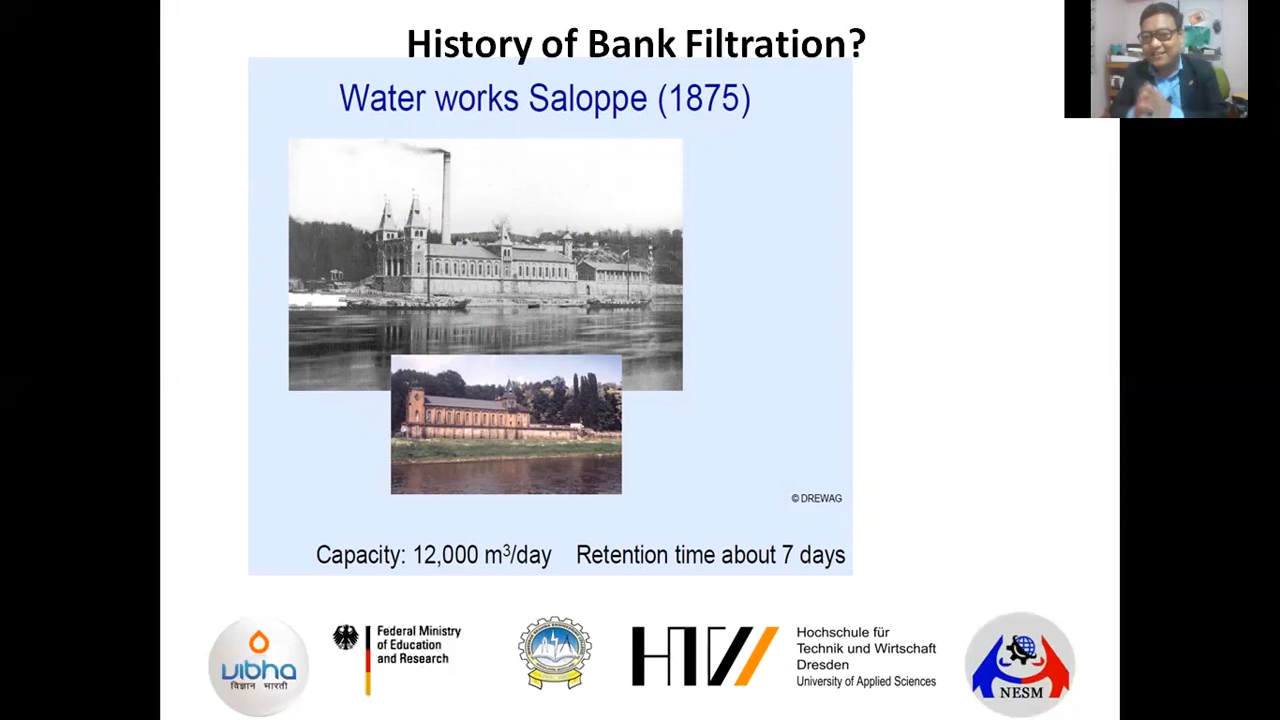 History of Bank Filtration?
Water works Saloppe (1875)
© DREWAG
Capacity: 12,000 m³/day Retention time about 7 days
vibha
विज्ञान भारती
Federal Ministry
of Education
and Research
HTW
Hochschule für
Technik und Wirtschaft
Dresden
University of Applied Sciences
NESM